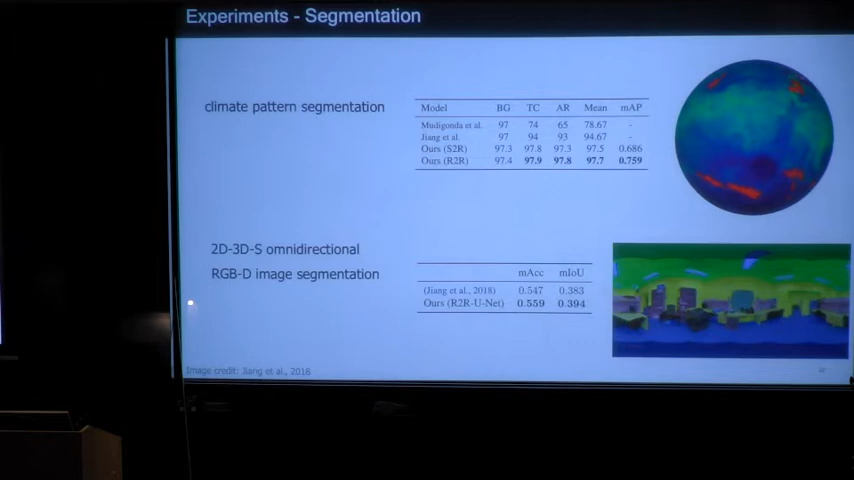 Experiments - Segmentation
climate pattern segmentation
Model BG TC AR Mean mAP
Mudigonda et al. 97 74 65 78.67 -
Jiang et al. 97 94 93 94.67 -
Ours (S2R) 97.3 97.8 97.3 97.5 0.686
Ours (R2R) 97.4 97.9 97.8 97.7 0.759
2D-3D-S omnidirectional
RGB-D image segmentation
mAcc mIoU
(Jiang et al., 2018) 0.547 0.383
Ours (R2R-U-Net) 0.559 0.394
Image credit: Jiang et al., 2018